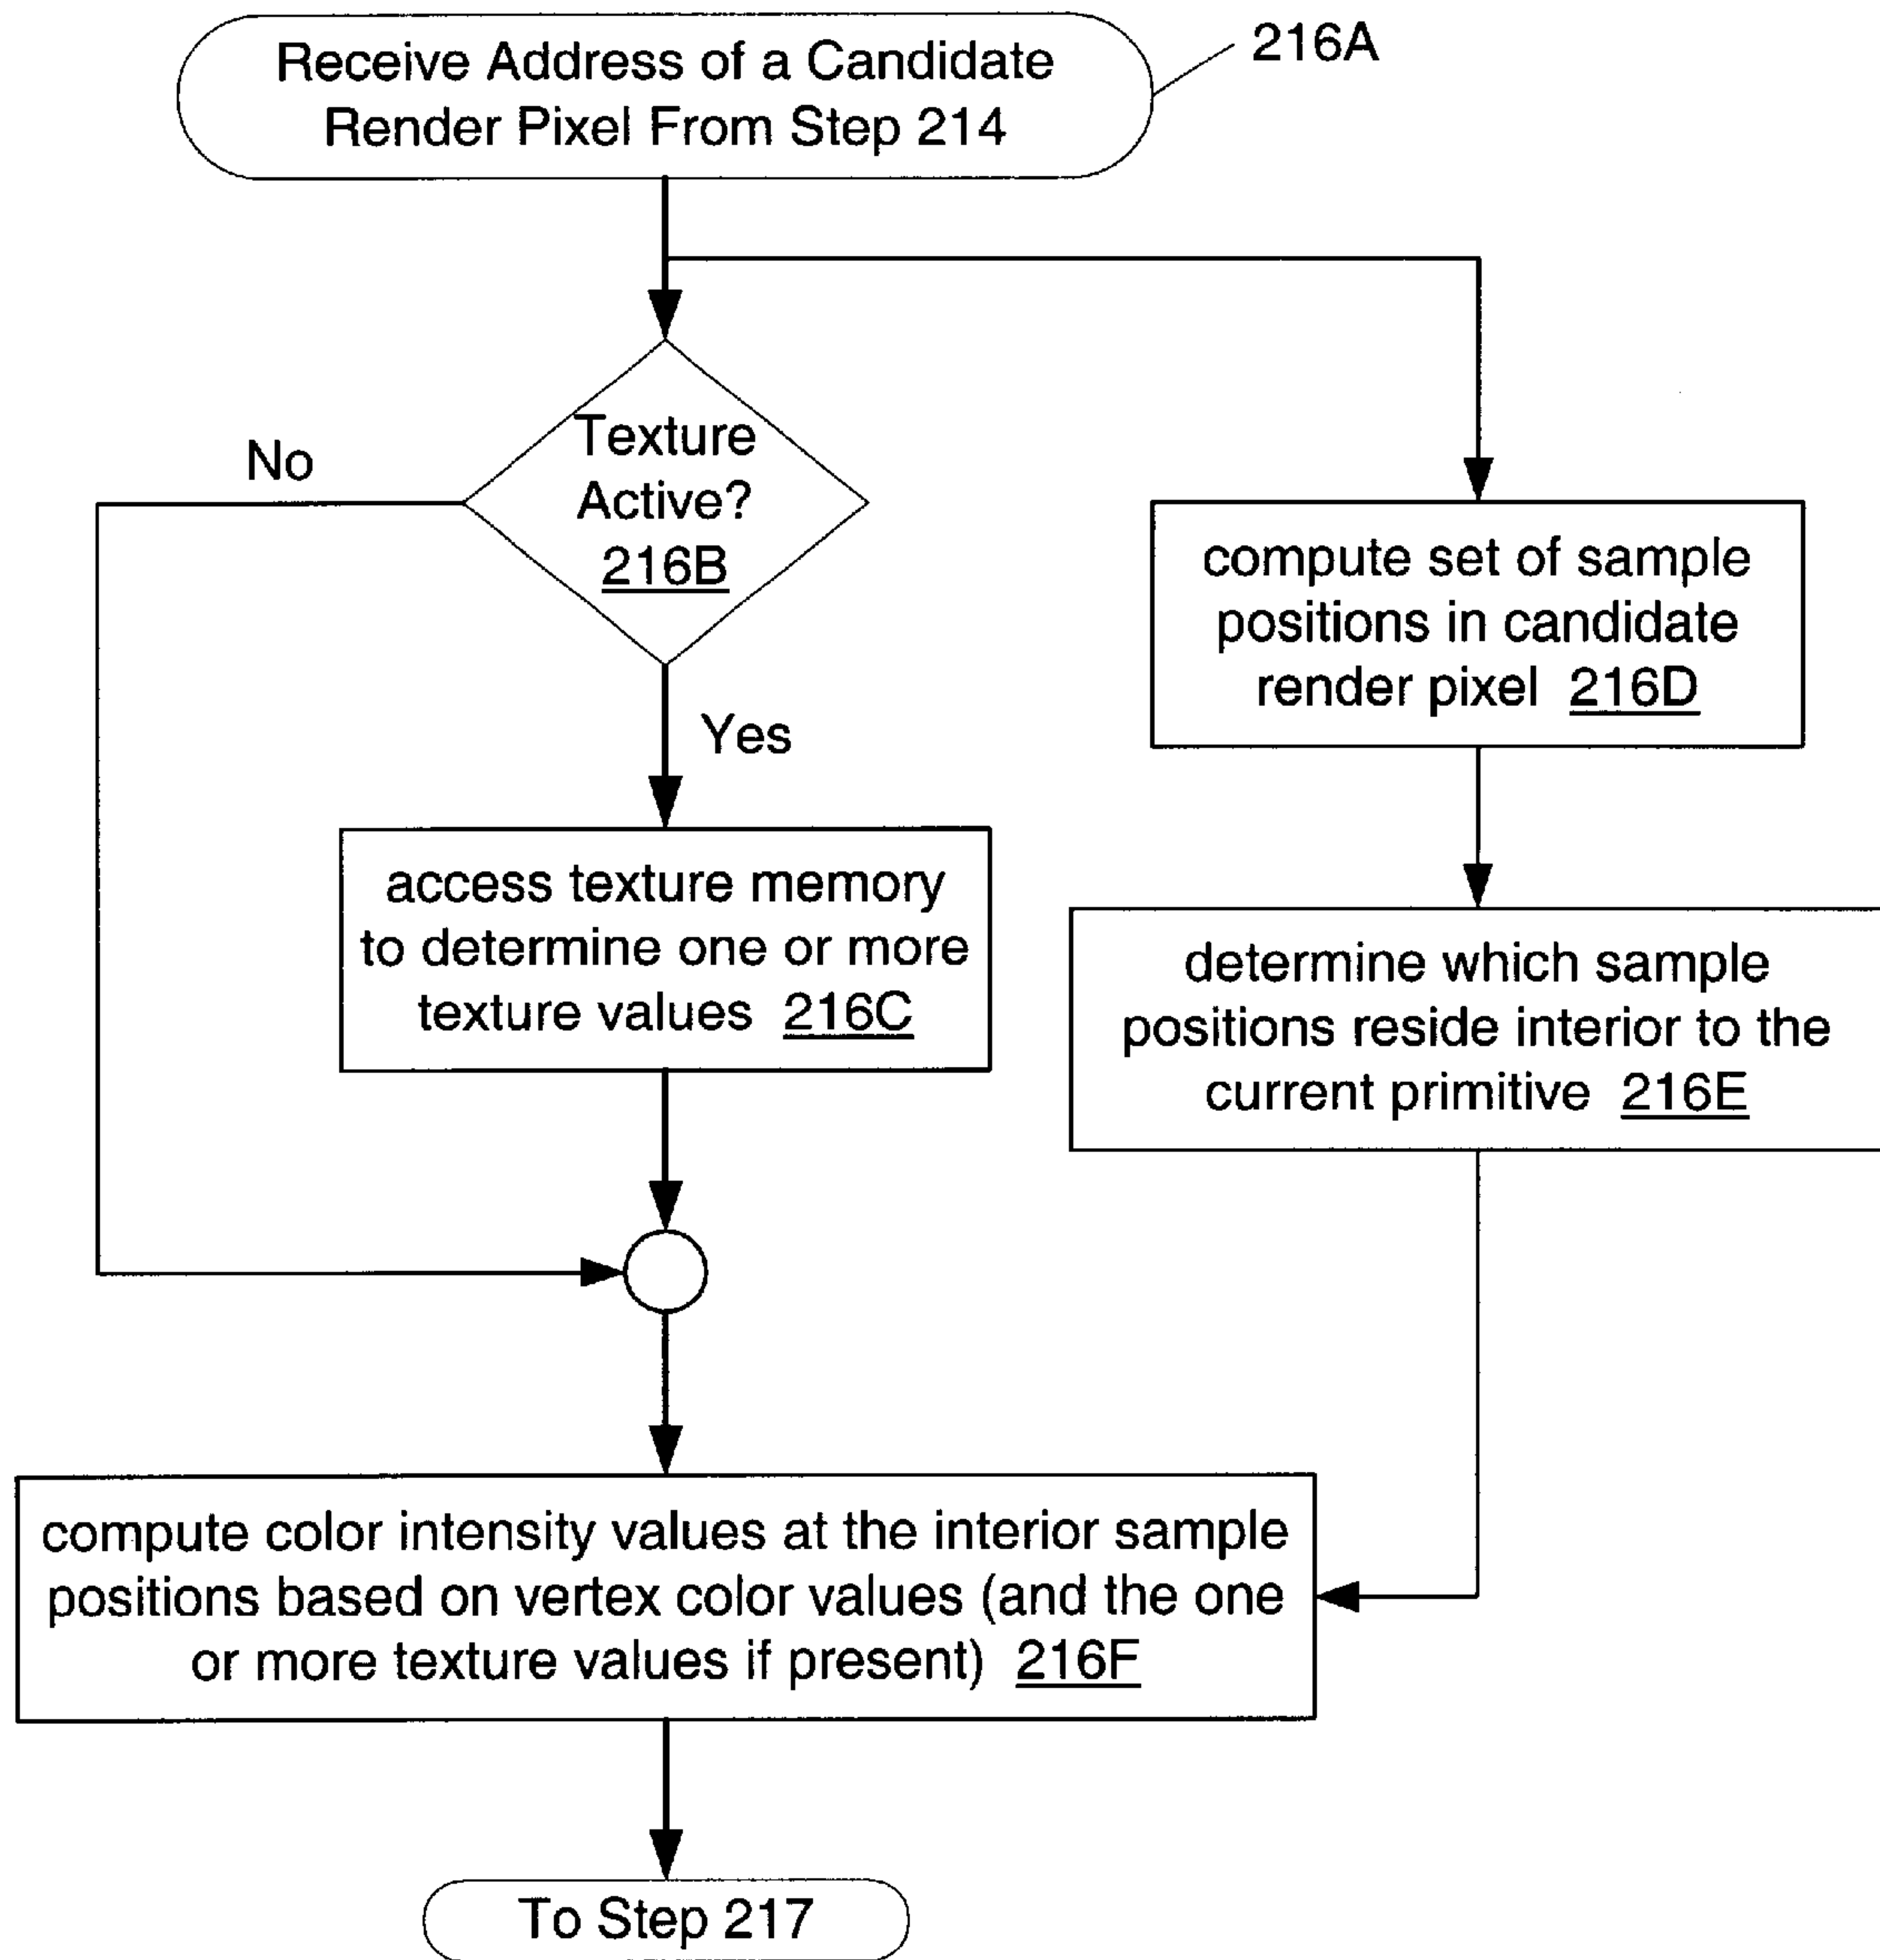 Receive Address of a Candidate
Render Pixel From Step 214
216A
Texture
Active?
216B
No
Yes
compute set of sample
positions in candidate
render pixel 216D
access texture memory
to determine one or more
texture values 216C
determine which sample
positions reside interior to the
current primitive 216E
compute color intensity values at the interior sample
positions based on vertex color values (and the one
or more texture values if present) 216F
To Step 217